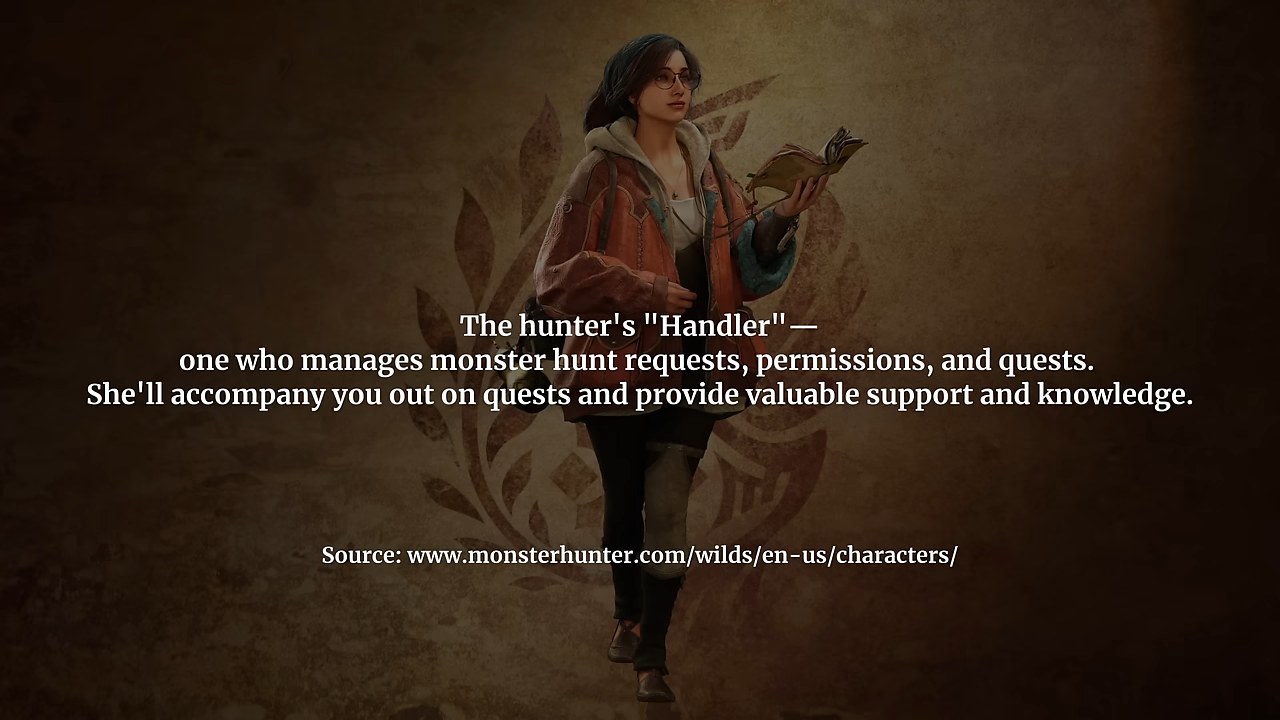 The hunter's "Handler"—
one who manages monster hunt requests, permissions, and quests.
She'll accompany you out on quests and provide valuable support and knowledge.
Source: www.monsterhunter.com/wilds/en-us/characters/